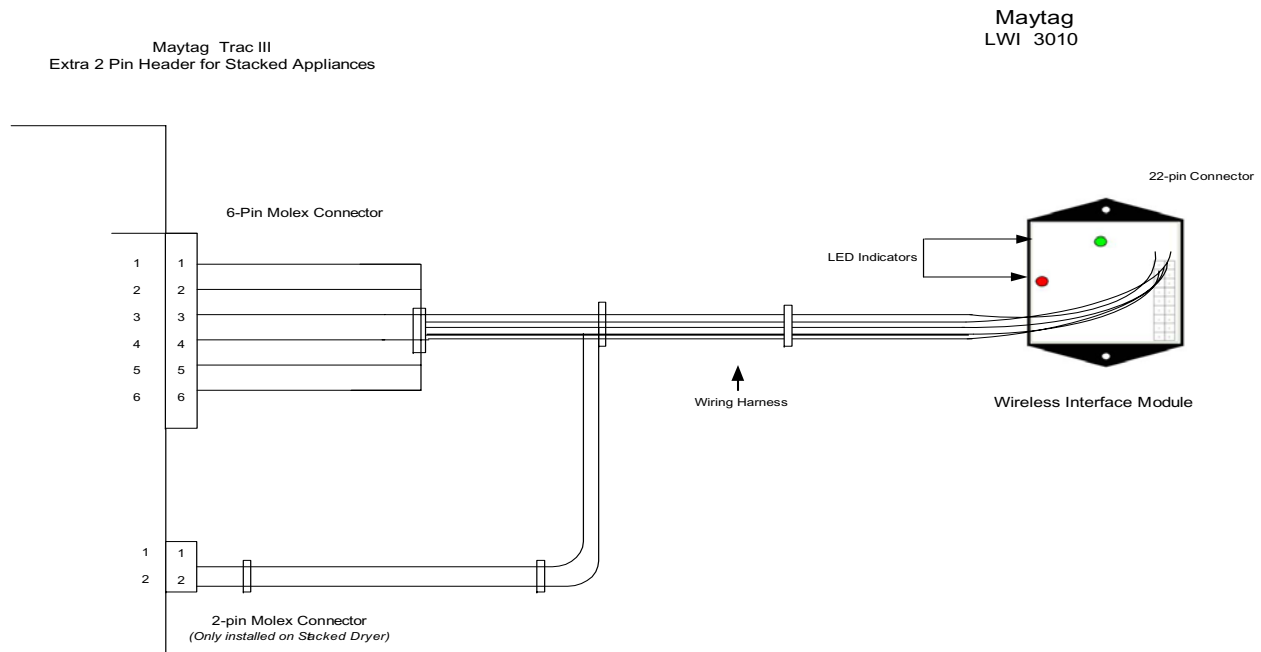 Maytag
LWI 3010
Maytag Trac III
Extra 2 Pin Header for Stacked Appliances
22-pin Connector
6-Pin Molex Connector
LED Indicators
1 1
2 2
3 3
4 4
5 5
6 6
Wiring Harness
Wireless Interface Module
1 1
2 2
2-pin Molex Connector
(Only installed on Stacked Dryer)